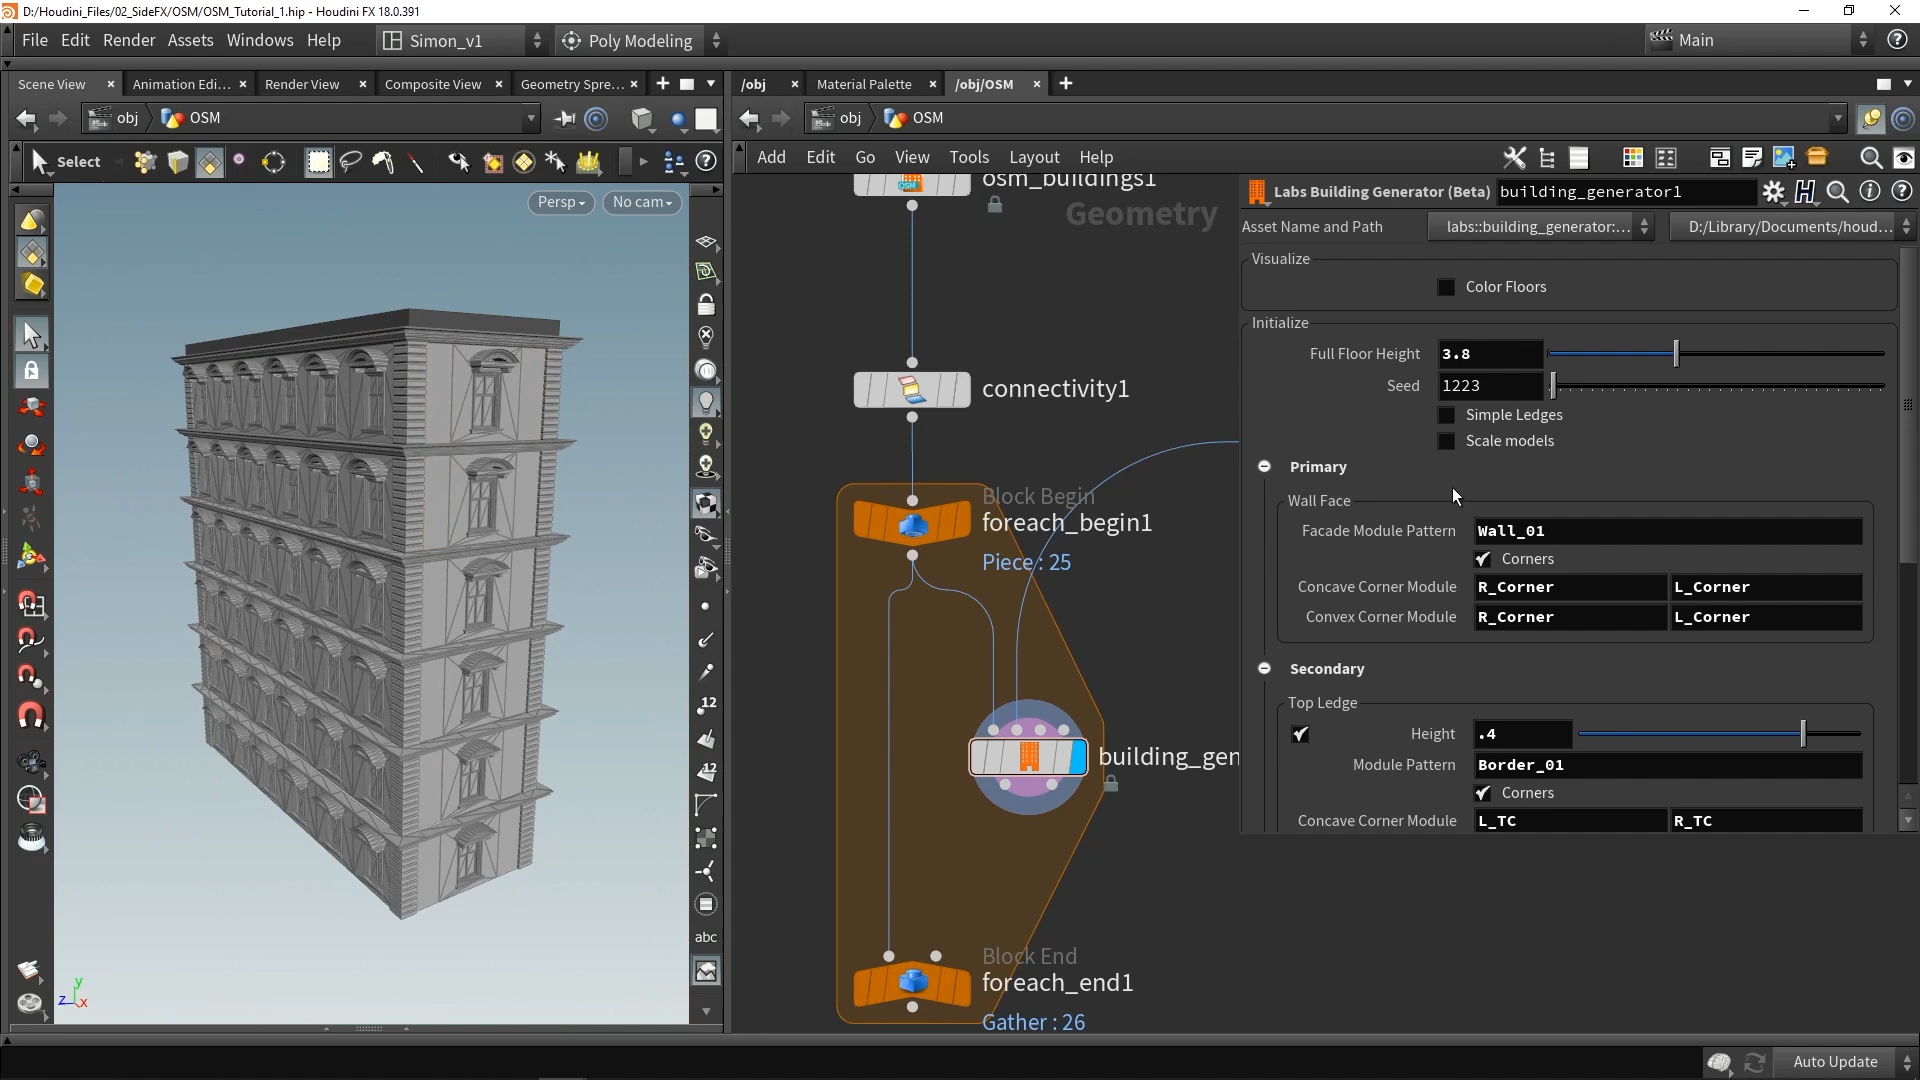 D:/Houdini_Files/02_SideFX/OSM/OSM_Tutorial_1.hip - Houdini FX 18.0.391
File Edit Render Assets Windows Help
Simon_v1
Poly Modeling
Main
Scene View
Animation Edi...
Render View
Composite View
Geometry Spre...
/obj
Material Palette
/obj/OSM
obj
OSM
obj
OSM
Select
Add Edit Go View Tools Layout Help
Persp
No cam
12
12
abc
y
z
x
osm_buildings1
OSM
Geometry
connectivity1
Block Begin
foreach_begin1
Piece : 25
building_gen
Block End
foreach_end1
Gather : 26
Labs Building Generator (Beta)
building_generator1
Asset Name and Path
labs::building_generator:...
D:/Library/Documents/houd...
Visualize
Color Floors
Initialize
Full Floor Height
3.8
Seed
1223
Simple Ledges
Scale models
Primary
Wall Face
Facade Module Pattern
Wall_01
Corners
Concave Corner Module
R_Corner
L_Corner
Convex Corner Module
R_Corner
L_Corner
Secondary
Top Ledge
Height
.4
Module Pattern
Border_01
Corners
Concave Corner Module
L_TC
R_TC
Auto Update